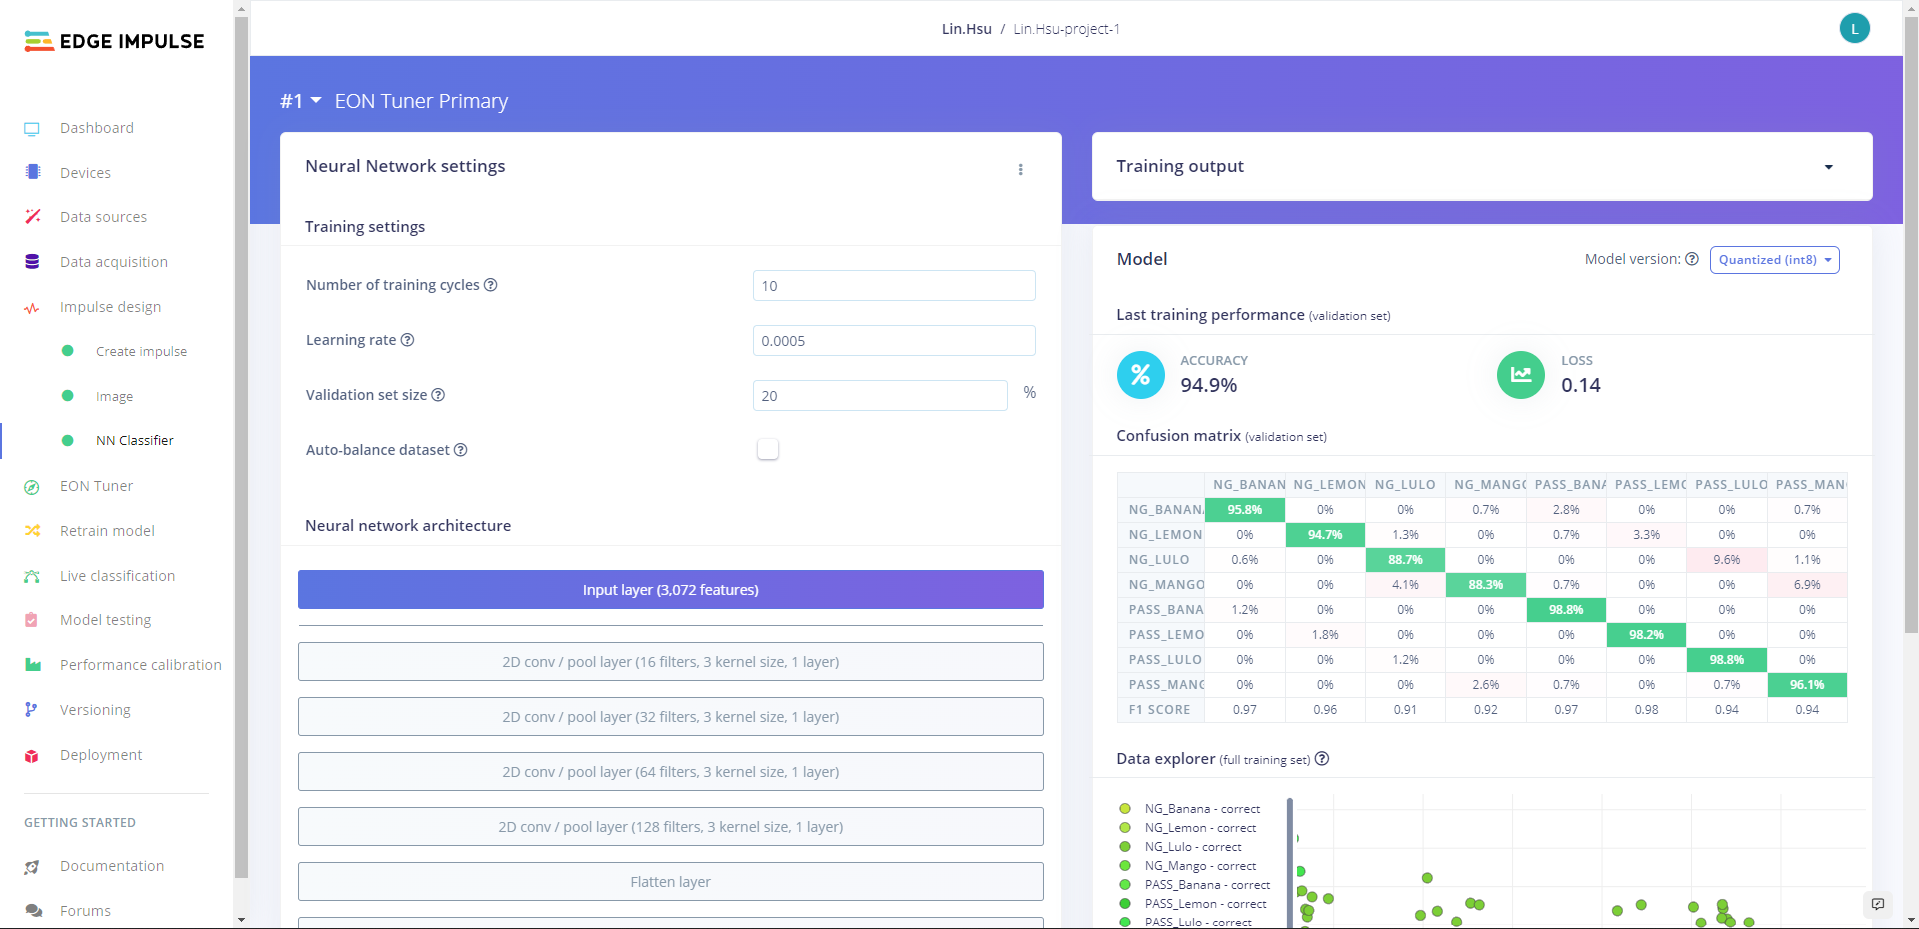 EDGE IMPULSE
Dashboard
Devices
Data sources
Data acquisition
Impulse design
Create impulse
Image
NN Classifier
EON Tuner
Retrain model
Live classification
Model testing
Performance calibration
Versioning
Deployment
GETTING STARTED
Documentation
Forums
Lin.Hsu / Lin.Hsu-project-1
L
#1 EON Tuner Primary
Neural Network settings
Training settings
Number of training cycles ? 10
Learning rate ? 0.0005
Validation set size ? 20 %
Auto-balance dataset ?
Neural network architecture
Input layer (3,072 features)
2D conv / pool layer (16 filters, 3 kernel size, 1 layer)
2D conv / pool layer (32 filters, 3 kernel size, 1 layer)
2D conv / pool layer (64 filters, 3 kernel size, 1 layer)
2D conv / pool layer (128 filters, 3 kernel size, 1 layer)
Flatten layer
Training output
Model
Model version: ? Quantized (int8)
Last training performance (validation set)
% ACCURACY
94.9%
LOSS
0.14
Confusion matrix (validation set)
NG_BANAN NG_LEMON NG_LULO NG_MANGO PASS_BANA PASS_LEMO PASS_LULO PASS_MAN
NG_BANANA 95.8% 0% 0% 0.7% 2.8% 0% 0% 0.7%
NG_LEMON 0% 94.7% 1.3% 0% 0.7% 3.3% 0% 0%
NG_LULO 0.6% 0% 88.7% 0% 0% 0% 9.6% 1.1%
NG_MANGO 0% 0% 4.1% 88.3% 0.7% 0% 0% 6.9%
PASS_BANA 1.2% 0% 0% 0% 98.8% 0% 0% 0%
PASS_LEMO 0% 1.8% 0% 0% 0% 98.2% 0% 0%
PASS_LULO 0% 0% 1.2% 0% 0% 0% 98.8% 0%
PASS_MANG 0% 0% 0% 2.6% 0.7% 0% 0.7% 96.1%
F1 SCORE 0.97 0.96 0.91 0.92 0.97 0.98 0.94 0.94
Data explorer (full training set) ?
NG_Banana - correct
NG_Lemon - correct
NG_Lulo - correct
NG_Mango - correct
PASS_Banana - correct
PASS_Lemon - correct
PASS_Lulo - correct